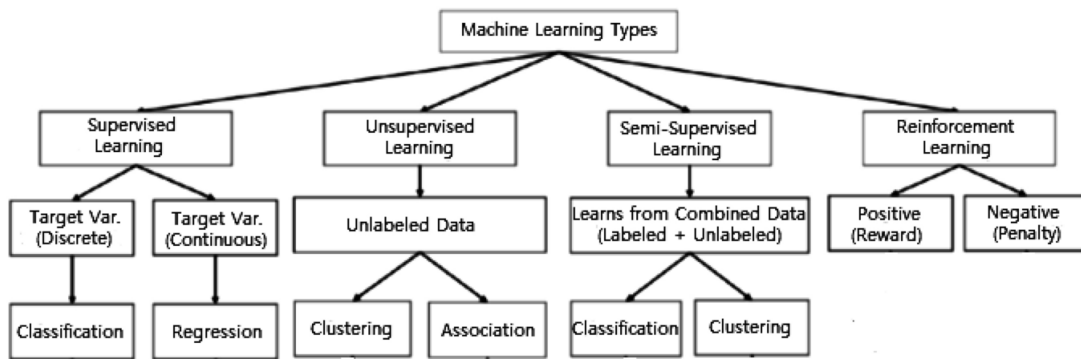 Machine Learning Types
Supervised
Learning
Unsupervised
Learning
Semi-Supervised
Learning
Reinforcement
Learning
Target Var.
(Discrete)
Target Var.
(Continuous)
Unlabeled Data
Learns from Combined Data
(Labeled + Unlabeled)
Positive
(Reward)
Negative
(Penalty)
Classification
Regression
Clustering
Association
Classification
Clustering